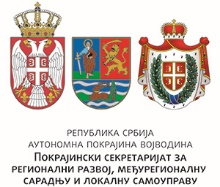 РЕПУБЛИКА СРБИЈА
АУТОНОМНА ПОКРАЈИНА ВОЈВОДИНА
ПОКРАЈИНСКИ СЕКРЕТАРИЈАТ ЗА
РЕГИОНАЛНИ РАЗВОЈ, МЕЂУРЕГИОНАЛНУ
САРАДЊУ И ЛОКАЛНУ САМОУПРАВУ